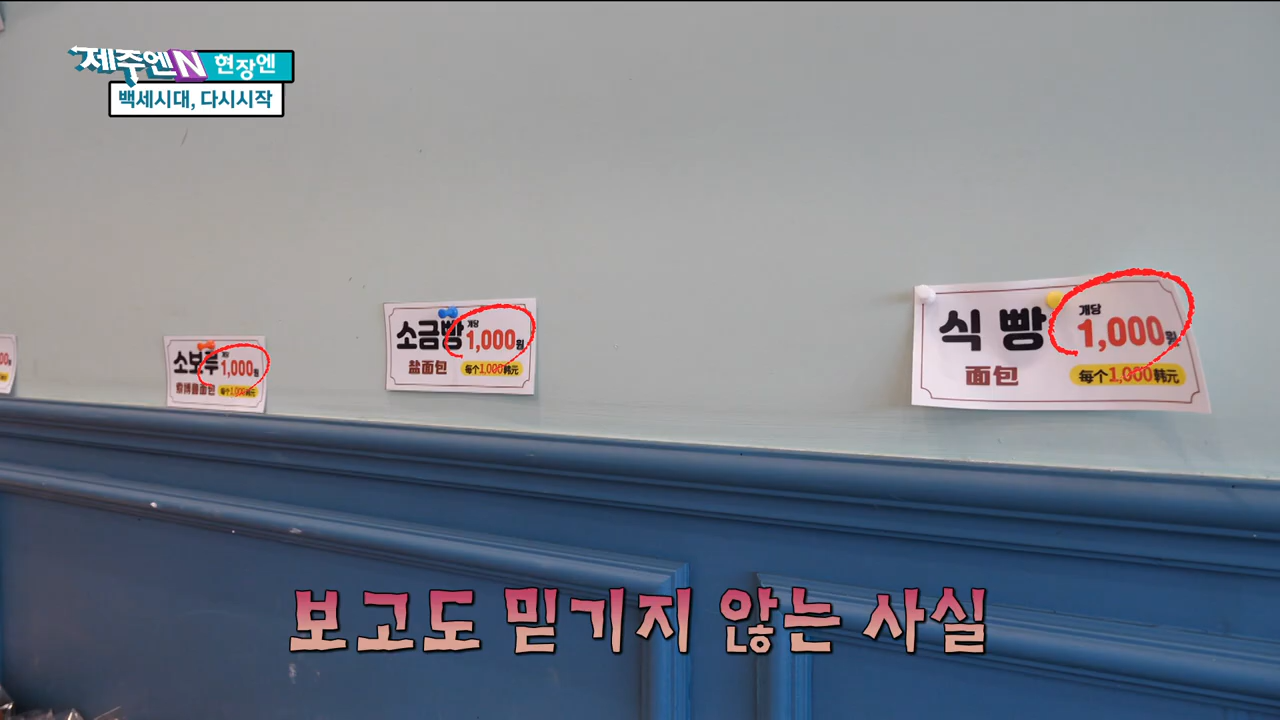 제주엔N 현장엔
백세시대, 다시시작
소보루 개당 1,000원
每个1,000韩元
소금빵 개당 1,000원
盐面包 每个1,000韩元
식빵 개당 1,000원
面包 每个1,000韩元
보고도 믿기지 않는 사실